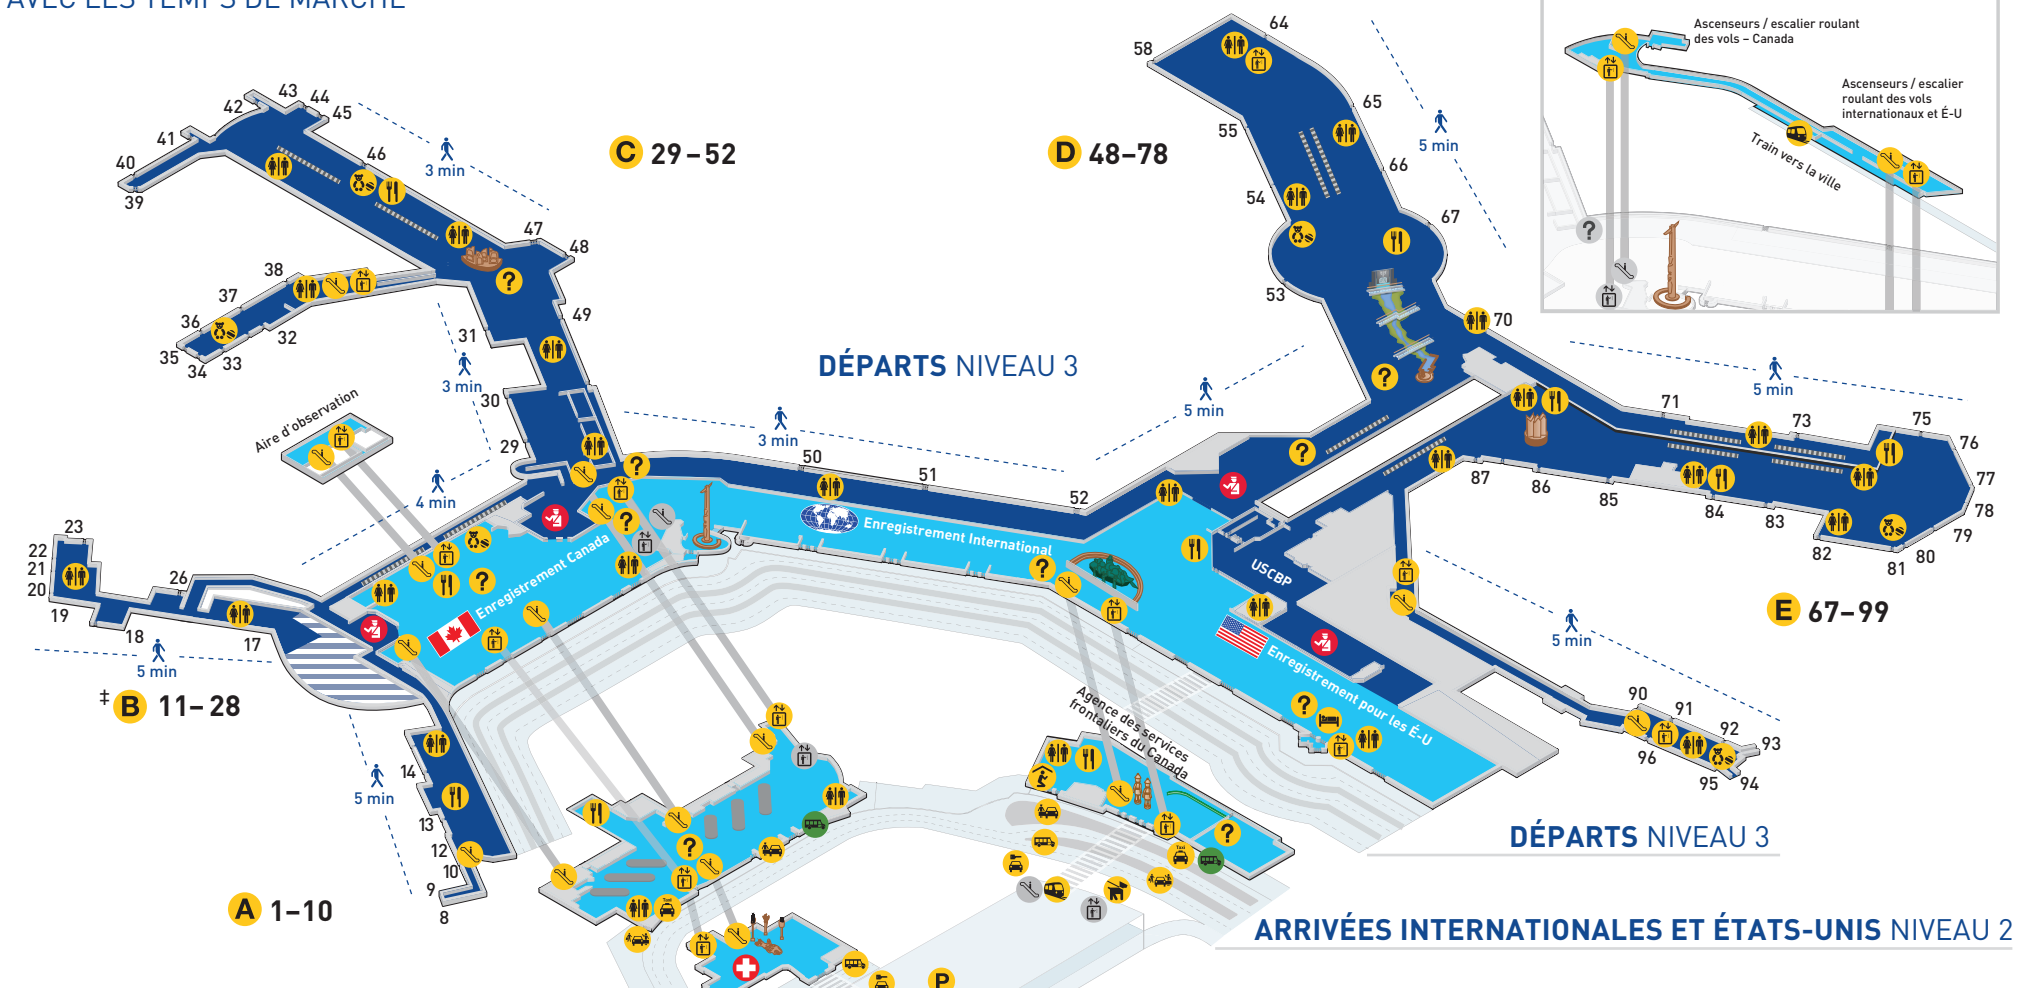 AVEC LES TEMPS DE MARCHE
Ascenseurs / escalier roulant
des vols – Canada
Ascenseurs / escalier
roulant des vols
internationaux et É-U
Train vers la ville
?
64
58
65
55
5 min
66
54
67
53
70
D 48–78
43
44
42
45
41
40
39
46
3 min
47
48
C 29–52
38
37
36
35
34
33
32
31
49
?
3 min
30
29
Aire d'observation
4 min
DÉPARTS NIVEAU 3
3 min
5 min
?
?
50
51
52
?
?
Enregistrement International
Enregistrement Canada
?
?
USCBP
Enregistrement pour les É-U
?
5 min
71
73
75
76
77
78
79
80
81
82
83
84
85
86
87
E 67–99
5 min
90
91
92
93
94
95
96
23
22
21
20
19
18
26
17
5 min
‡ B 11–28
14
13
12
10
9
8
5 min
A 1–10
Agence des services
frontaliers du Canada
?
?
Taxi
Taxi
P
DÉPARTS NIVEAU 3
ARRIVÉES INTERNATIONALES ET ÉTATS-UNIS NIVEAU 2